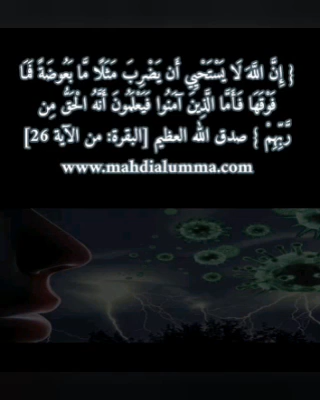 { إِنَّ اللَّهَ لَا يَسْتَحْيِي أَن يَضْرِبَ مَثَلًا مَّا بَعُوضَةً فَمَا
فَوْقَهَا فَأَمَّا الَّذِينَ آمَنُوا فَيَعْلَمُونَ أَنَّهُ الْحَقُّ مِن
رَّبِّهِمْ } صدق الله العظيم [البقرة: من الآية 26]
www.mahdialumma.com